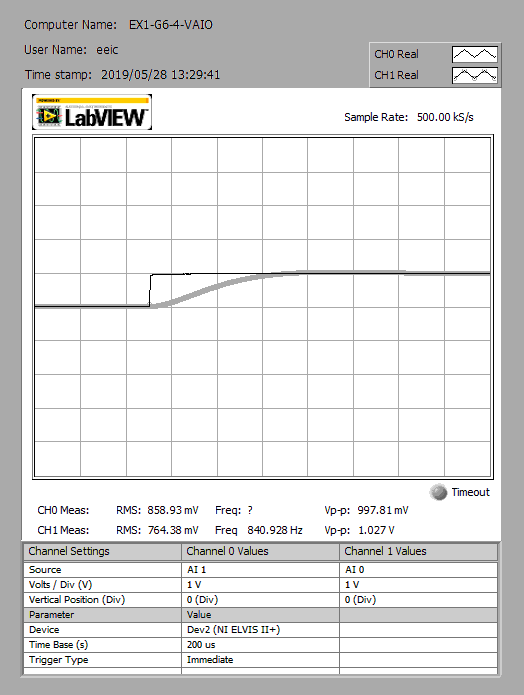 Computer Name: EX1-G6-4-VAIO
User Name: eeic
Time stamp: 2019/05/28 13:29:41
CH0 Real
CH1 Real
POWERED BY
LabVIEW
Sample Rate: 500.00 kS/s
Timeout
CH0 Meas: RMS: 858.93 mV Freq: ? Vp-p: 997.81 mV
CH1 Meas: RMS: 764.38 mV Freq 840.928 Hz Vp-p: 1.027 V
Channel Settings Channel 0 Values Channel 1 Values
Source AI 1 AI 0
Volts / Div (V) 1 V 1 V
Vertical Position (Div) 0 (Div) 0 (Div)
Parameter Value
Device Dev2 (NI ELVIS II+)
Time Base (s) 200 us
Trigger Type Immediate